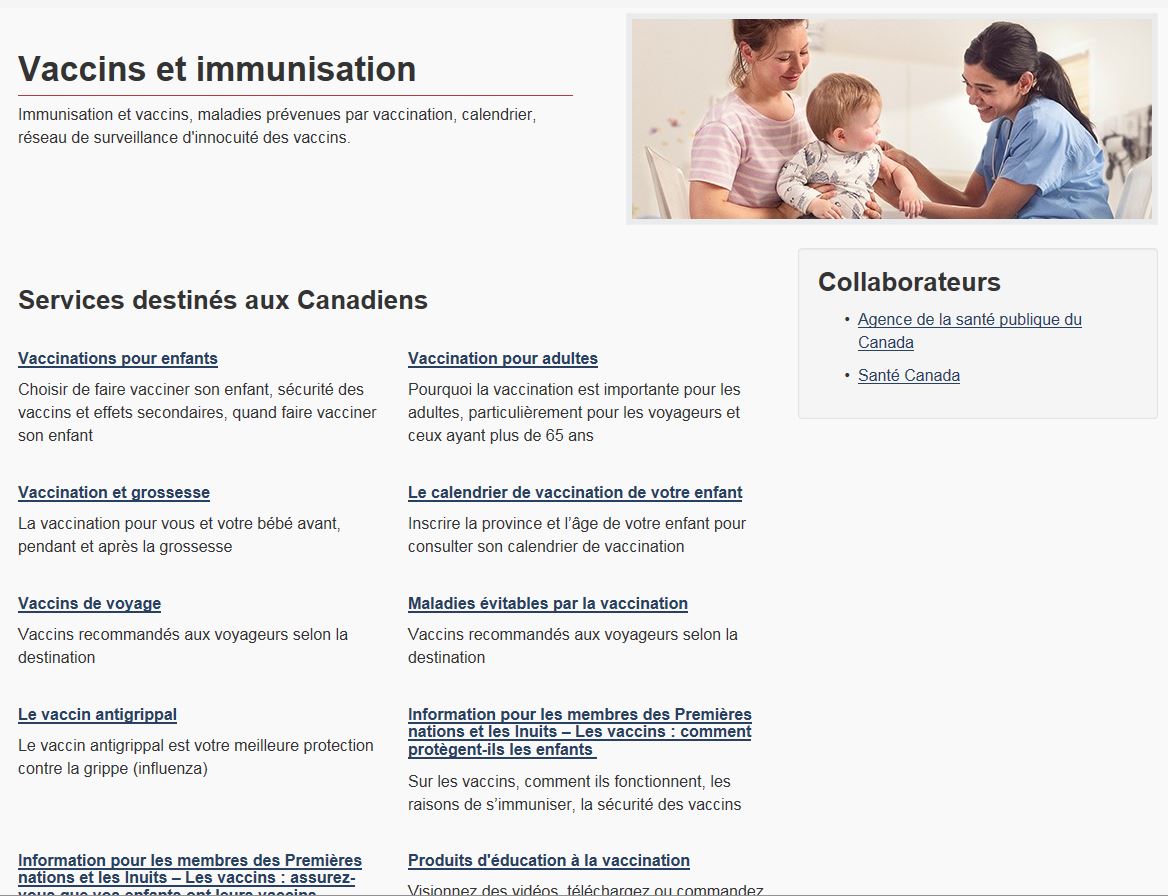 Vaccins et immunisation
Immunisation et vaccins, maladies prévenues par vaccination, calendrier,
réseau de surveillance d'innocuité des vaccins.
Services destinés aux Canadiens
Vaccinations pour enfants
Choisir de faire vacciner son enfant, sécurité des
vaccins et effets secondaires, quand faire vacciner
son enfant
Vaccination pour adultes
Pourquoi la vaccination est importante pour les
adultes, particulièrement pour les voyageurs et
ceux ayant plus de 65 ans
Vaccination et grossesse
La vaccination pour vous et votre bébé avant,
pendant et après la grossesse
Le calendrier de vaccination de votre enfant
Inscrire la province et l’âge de votre enfant pour
consulter son calendrier de vaccination
Vaccins de voyage
Vaccins recommandés aux voyageurs selon la
destination
Maladies évitables par la vaccination
Vaccins recommandés aux voyageurs selon la
destination
Le vaccin antigrippal
Le vaccin antigrippal est votre meilleure protection
contre la grippe (influenza)
Information pour les membres des Premières
nations et les Inuits – Les vaccins : comment
protègent-ils les enfants
Sur les vaccins, comment ils fonctionnent, les
raisons de s’immuniser, la sécurité des vaccins
Information pour les membres des Premières
nations et les Inuits – Les vaccins : assurez-
vous que vos enfants ont leurs vaccins
Produits d'éducation à la vaccination
Visionnez des vidéos, téléchargez ou commandez
Collaborateurs
• Agence de la santé publique du
Canada
• Santé Canada